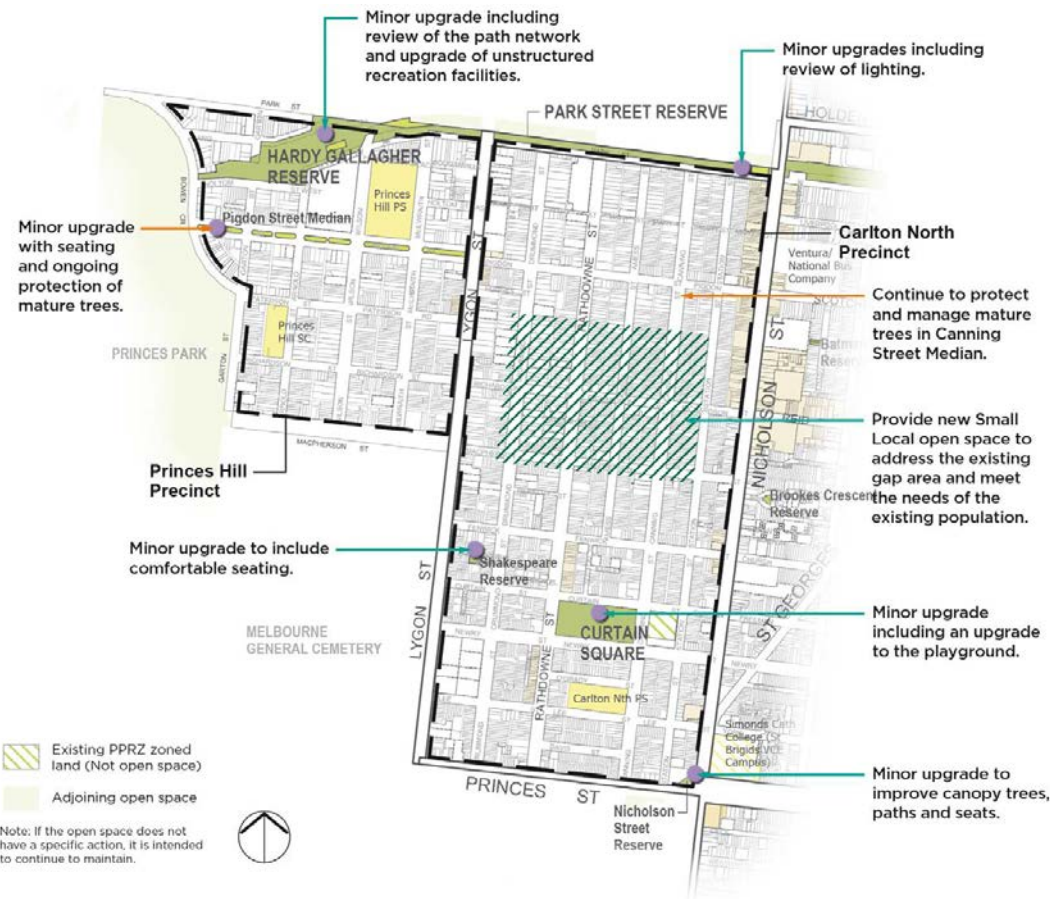 Minor upgrade including
review of the path network
and upgrade of unstructured
recreation facilities.
Minor upgrades including
review of lighting.
PARK ST
PARK STREET RESERVE
HARDY GALLAGHER
RESERVE
Princes
Hill PS
BOWEN CR
Pigdon Street Median
Minor upgrade
with seating
and ongoing
protection of
mature trees.
Carlton North
Precinct
Ventura/
National Bus
Company
LYGON ST
RATHDOWNE ST
Continue to protect
and manage mature
trees in Canning
Street Median.
Princes
Hill SC
PRINCES PARK
GARTON ST
MACPHERSON ST
NICHOLSON ST
Provide new Small
Local open space to
address the existing
gap area and meet
the needs of the
existing population.
Princes Hill
Precinct
Brookes Crescent
Reserve
Minor upgrade to include
comfortable seating.
Shakespeare
Reserve
LYGON ST
ST GEORGES
MELBOURNE
GENERAL CEMETERY
CURTAIN
SQUARE
Minor upgrade
including an upgrade
to the playground.
RATHDOWNE ST
NEWRY
Carlton Nth PS
Simonds Cath
College (St
Brigids VCE
Campus)
Existing PPRZ zoned
land (Not open space)
Adjoining open space
PRINCES ST
Minor upgrade to
improve canopy trees,
paths and seats.
Nicholson
Street
Reserve
Note: If the open space does not
have a specific action, it is intended
to continue to maintain.